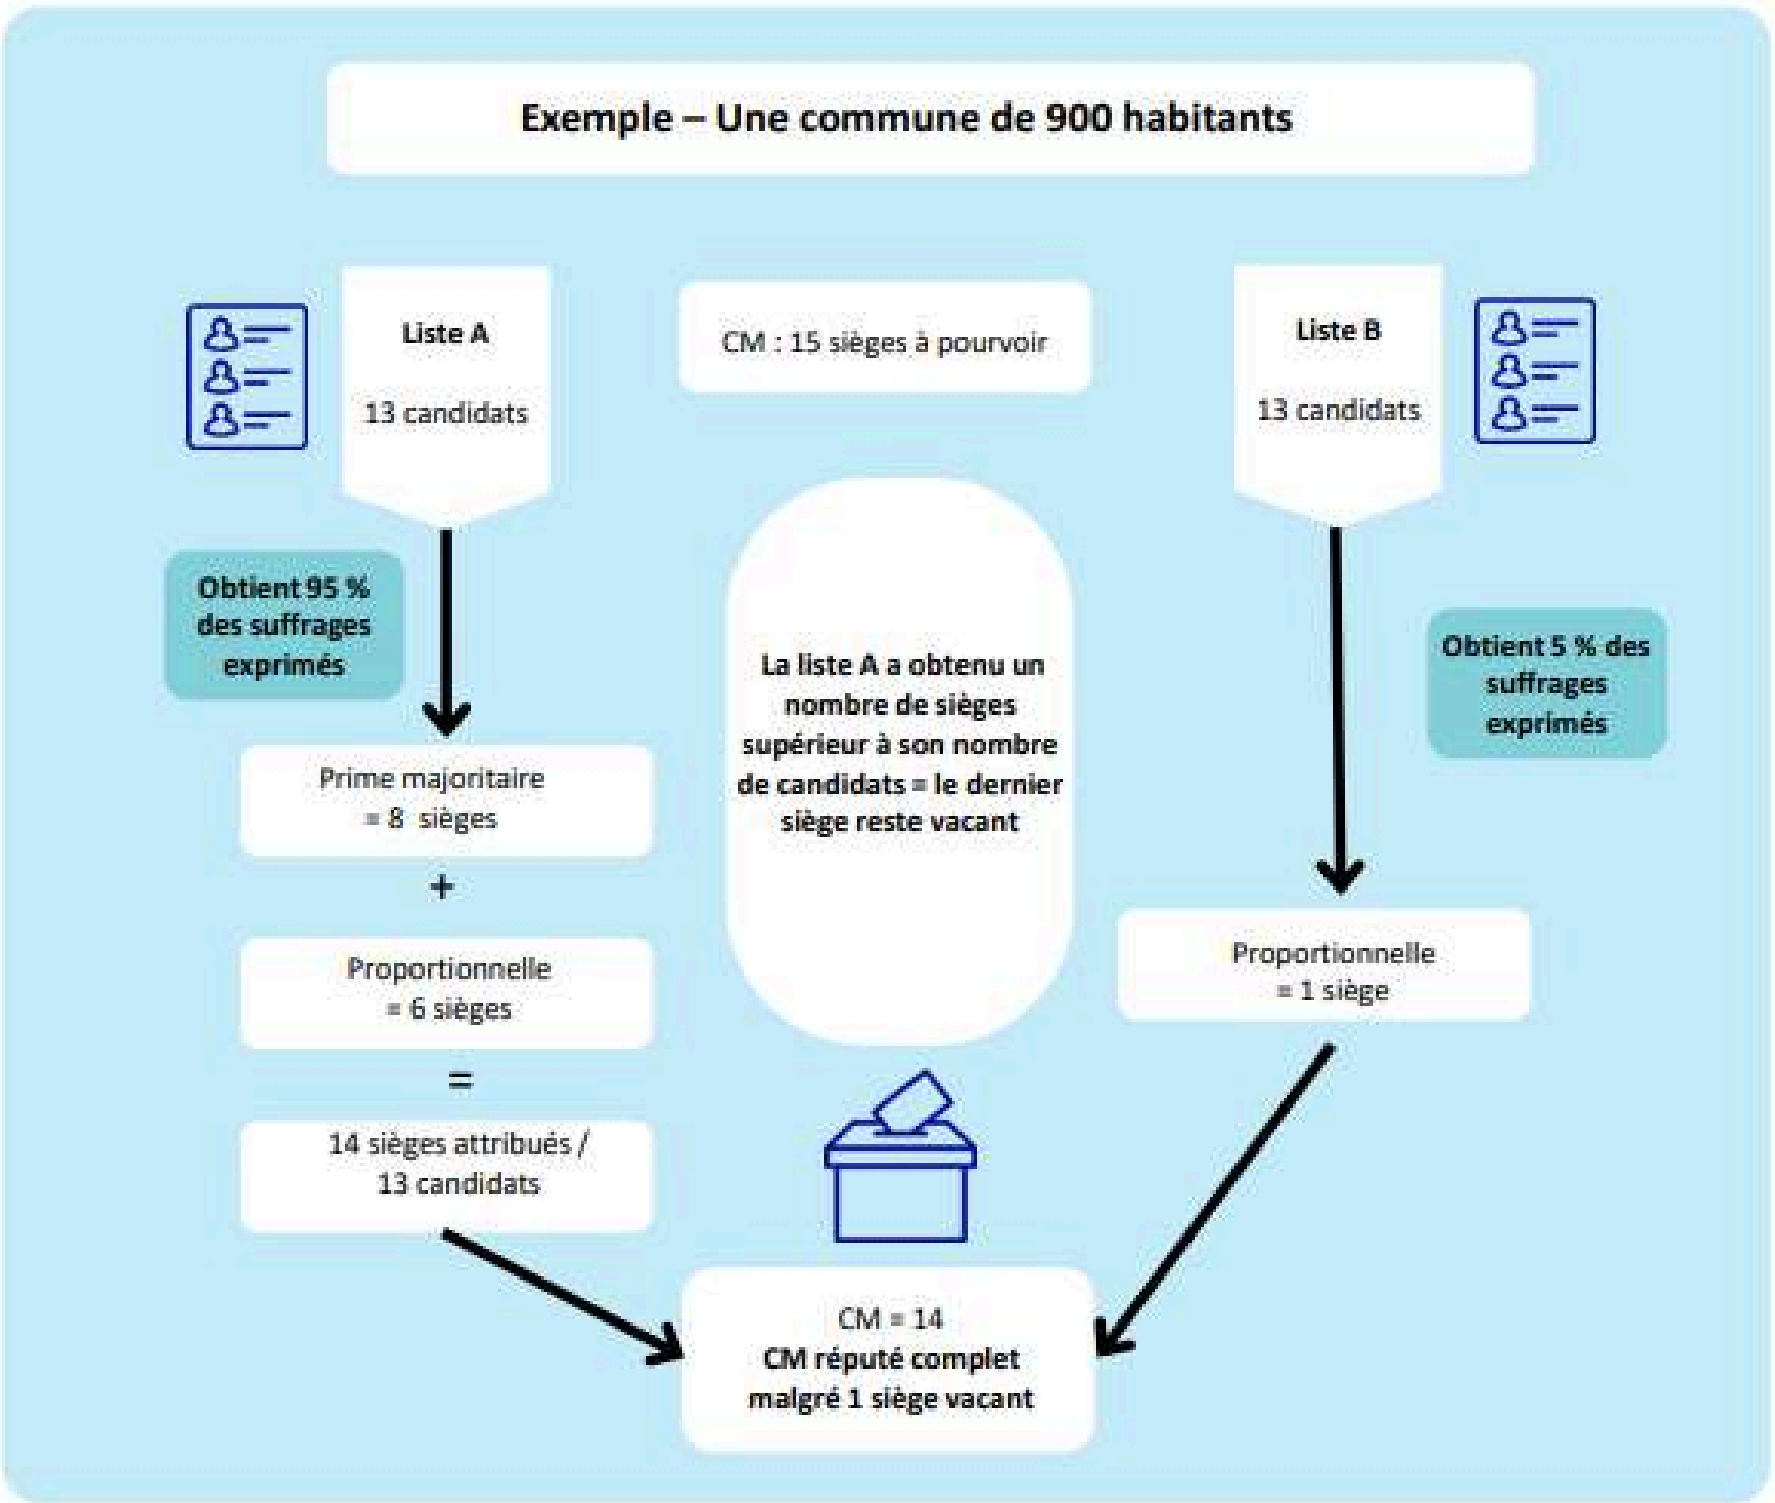 Exemple – Une commune de 900 habitants
Liste A
13 candidats
CM : 15 sièges à pourvoir
Liste B
13 candidats
Obtient 95 %
des suffrages
exprimés
La liste A a obtenu un
nombre de sièges
supérieur à son nombre
de candidats = le dernier
siège reste vacant
Obtient 5 % des
suffrages
exprimés
Prime majoritaire
= 8 sièges
+
Proportionnelle
= 6 sièges
=
14 sièges attribués /
13 candidats
Proportionnelle
= 1 siège
CM = 14
CM réputé complet
malgré 1 siège vacant